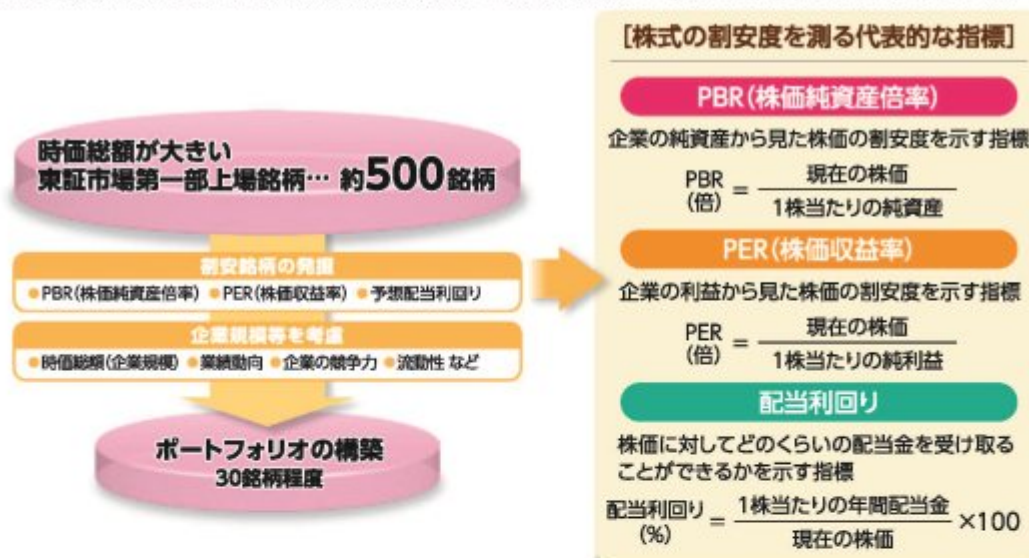 時価総額が大きい
東証市場第一部上場銘柄… 約500銘柄
割安銘柄の発掘
●PBR(株価純資産倍率) ●PER(株価収益率) ●予想配当利回り
企業規模等を考慮
●時価総額(企業規模) ●業績動向 ●企業の競争力 ●流動性 など
ポートフォリオの構築
30銘柄程度
[株式の割安度を測る代表的な指標]
PBR(株価純資産倍率)
企業の純資産から見た株価の割安度を示す指標
PBR
(倍)
=
現在の株価
1株当たりの純資産
PER(株価収益率)
企業の利益から見た株価の割安度を示す指標
PER
(倍)
=
現在の株価
1株当たりの純利益
配当利回り
株価に対してどのくらいの配当金を受け取る
ことができるかを示す指標
配当利回り
(%)
=
1株当たりの年間配当金
現在の株価
×100